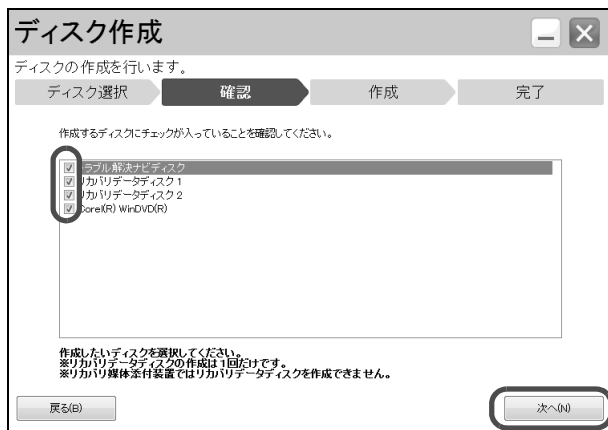 ディスク作成
ディスクの作成を行います。
ディスク選択
確認
作成
完了
作成するディスクにチェックが入っていることを確認してください。
ラブル解決ナビディスク
リカバリデータディスク 1
リカバリデータディスク 2
Corel(R) WinDVD(R)
作成したいディスクを選択してください。
※リカバリデータディスクの作成は1回だけです。
※リカバリ媒体添付装置ではリカバリデータディスクを作成できません。
戻る(B)
次へ(N)